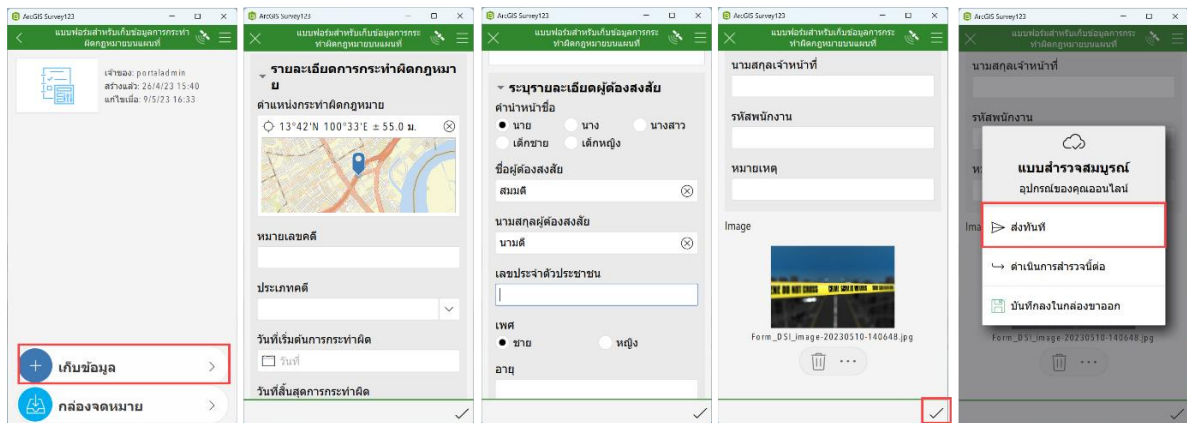 ArcGIS Survey123
แบบฟอร์มสำหรับเก็บข้อมูลการกระทำ
ผิดกฎหมายบนแผนที่
เจ้าของ: portaladmin
สร้างแล้ว: 26/4/23 15:40
แก้ไขเมื่อ: 9/5/23 16:33
เก็บข้อมูล
กล่องจดหมาย
ArcGIS Survey123
แบบฟอร์มสำหรับเก็บข้อมูลการกระ
ทำผิดกฎหมายบนแผนที่
รายละเอียดการกระทำผิดกฎหมา
ย
ตำแหน่งกระทำผิดกฎหมาย
13°42'N 100°33'E ± 55.0 ม.
หมายเลขคดี
ประเภทคดี
วันที่เริ่มต้นการกระทำผิด
วันที่
วันที่สิ้นสุดการกระทำผิด
ArcGIS Survey123
แบบฟอร์มสำหรับเก็บข้อมูลการกระ
ทำผิดกฎหมายบนแผนที่
ระบุรายละเอียดผู้ต้องสงสัย
คำนำหน้าชื่อ
นาย นาง นางสาว
เด็กชาย เด็กหญิง
ชื่อผู้ต้องสงสัย
สมมติ
นามสกุลผู้ต้องสงสัย
นามดี
เลขประจำตัวประชาชน
เพศ
ชาย หญิง
อายุ
ArcGIS Survey123
แบบฟอร์มสำหรับเก็บข้อมูลการกระ
ทำผิดกฎหมายบนแผนที่
นามสกุลเจ้าหน้าที่
รหัสพนักงาน
หมายเหตุ
Image
Form_DSI_image-20230510-140648.jpg
ArcGIS Survey123
แบบฟอร์มสำหรับเก็บข้อมูลการกระ
ทำผิดกฎหมายบนแผนที่
นามสกุลเจ้าหน้าที่
รหัสพนักงาน
แบบสำรวจสมบูรณ์
อุปกรณ์ของคุณออนไลน์
ส่งทันที
ดำเนินการสำรวจนี้ต่อ
บันทึกลงในกล่องขาออก
Form_DSI_image-20230510-140648.jpg